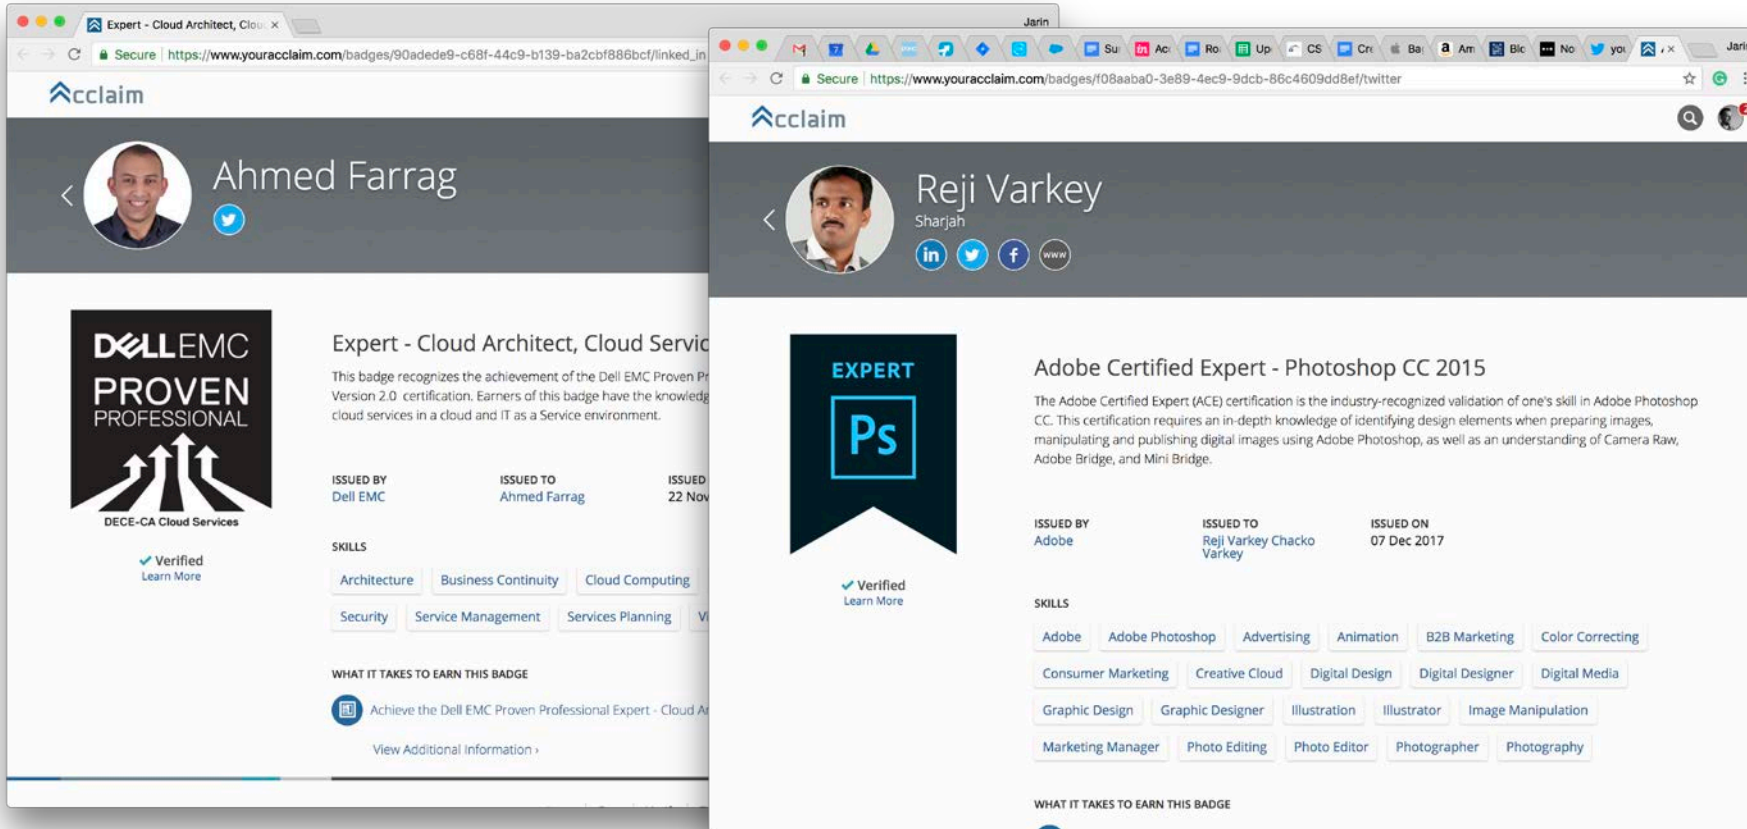 Expert - Cloud Architect, Clou
Jarin
Secure https://www.youracclaim.com/badges/90adede9-c68f-44c9-b139-ba2cbf886bcf/linked_in
cclaim
Ahmed Farrag
DELLEMC
PROVEN
PROFESSIONAL
DECE-CA Cloud Services
Verified
Learn More
Expert - Cloud Architect, Cloud Servic
This badge recognizes the achievement of the Dell EMC Proven Pr
Version 2.0 certification. Earners of this badge have the knowledg
cloud services in a cloud and IT as a Service environment.
ISSUED BY ISSUED TO ISSUED
Dell EMC Ahmed Farrag 22 Nov
SKILLS
Architecture Business Continuity Cloud Computing
Security Service Management Services Planning Vi
WHAT IT TAKES TO EARN THIS BADGE
Achieve the Dell EMC Proven Professional Expert - Cloud Ar
View Additional Information ›
Su Ac Ro Up CS Cre Ba Am Blc No you
Jarin
Secure https://www.youracclaim.com/badges/f08aaba0-3e89-4ec9-9dcb-86c4609dd8ef/twitter
cclaim
Reji Varkey
Sharjah
in f www
EXPERT
Ps
Verified
Learn More
Adobe Certified Expert - Photoshop CC 2015
The Adobe Certified Expert (ACE) certification is the industry-recognized validation of one's skill in Adobe Photoshop
CC. This certification requires an in-depth knowledge of identifying design elements when preparing images,
manipulating and publishing digital images using Adobe Photoshop, as well as an understanding of Camera Raw,
Adobe Bridge, and Mini Bridge.
ISSUED BY ISSUED TO ISSUED ON
Adobe Reji Varkey Chacko 07 Dec 2017
Varkey
SKILLS
Adobe Adobe Photoshop Advertising Animation B2B Marketing Color Correcting
Consumer Marketing Creative Cloud Digital Design Digital Designer Digital Media
Graphic Design Graphic Designer Illustration Illustrator Image Manipulation
Marketing Manager Photo Editing Photo Editor Photographer Photography
WHAT IT TAKES TO EARN THIS BADGE